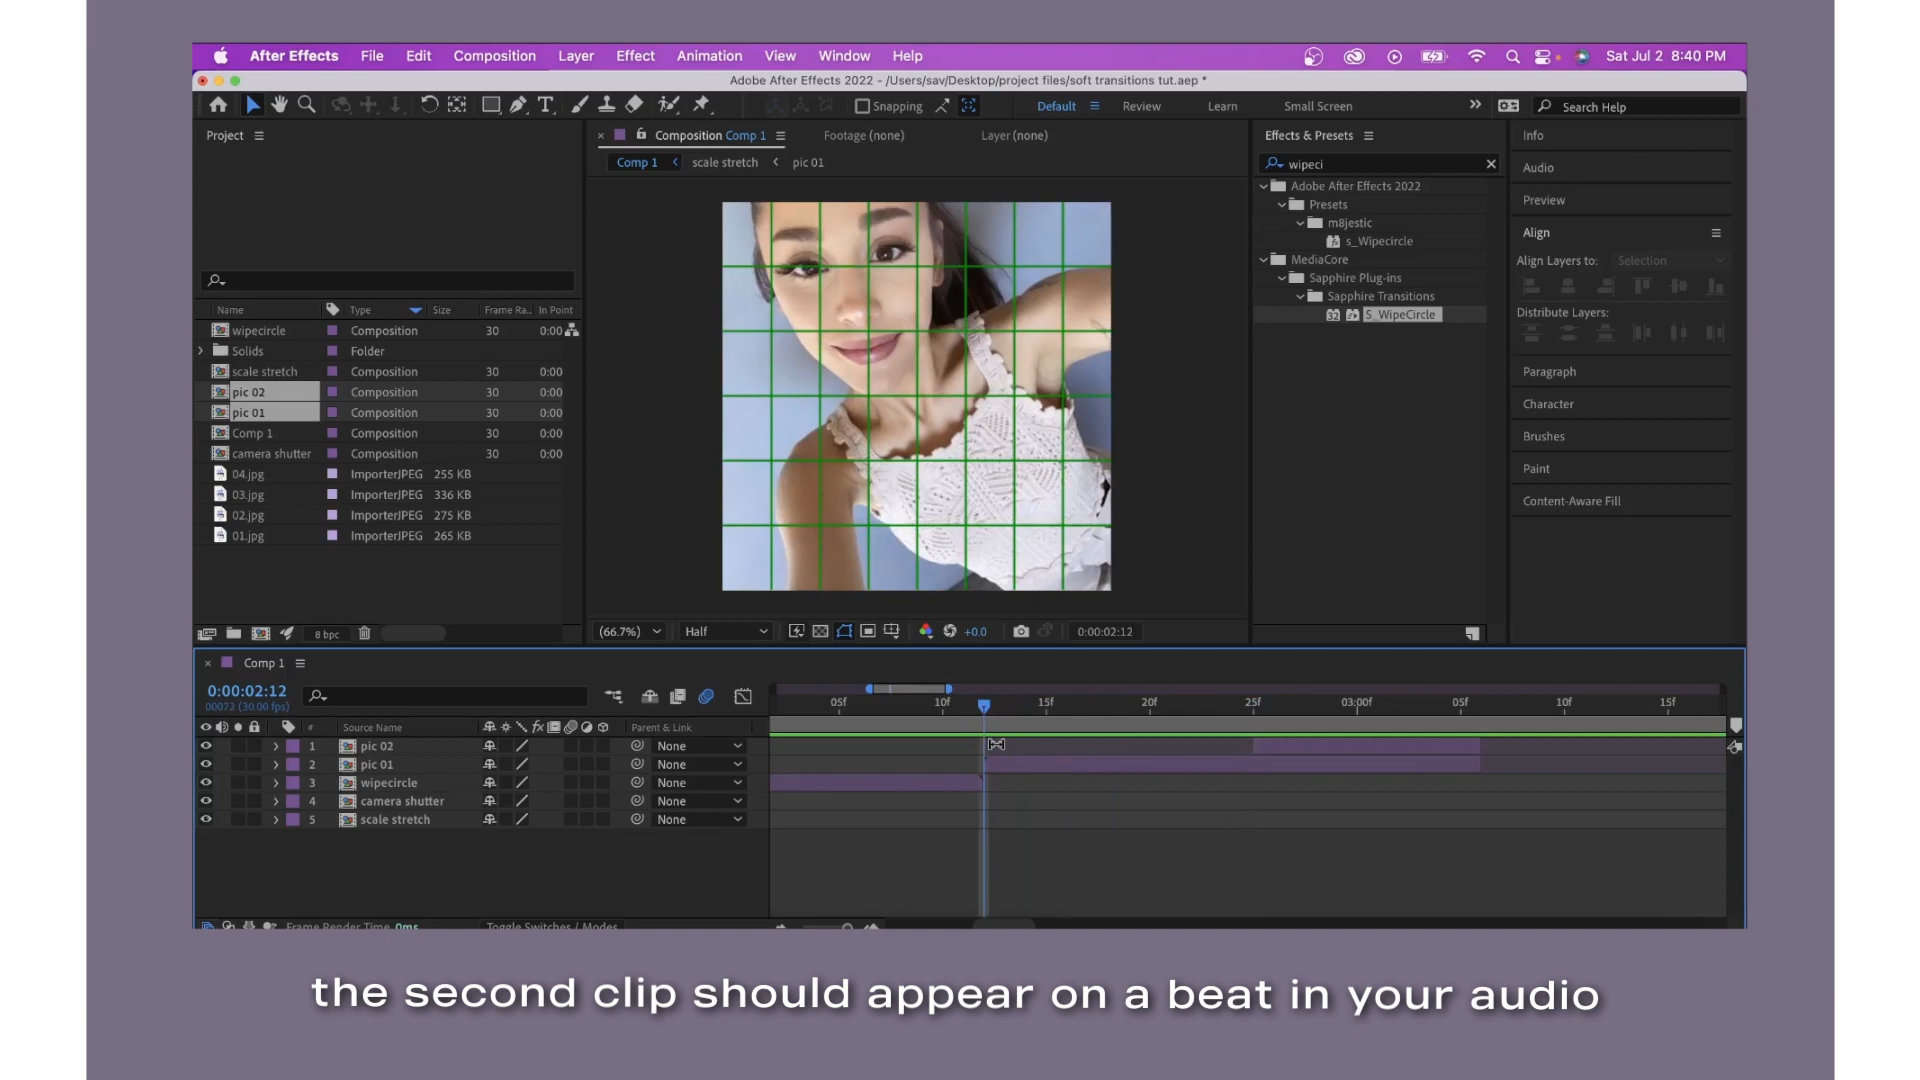 After Effects File Edit Composition Layer Effect Animation View Window Help Sat Jul 2 8:40 PM
Adobe After Effects 2022 - /Users/sav/Desktop/project files/soft transitions tut.aep *
Snapping Default Review Learn Small Screen Search Help
Project
Composition Comp 1 Footage (none) Layer (none)
Comp 1 scale stretch pic 01
Name Type Size Frame Ra... In Point
wipecircle Composition 30 0:00
Solids Folder
scale stretch Composition 30 0:00
pic 02 Composition 30 0:00
pic 01 Composition 30 0:00
Comp 1 Composition 30 0:00
camera shutter Composition 30 0:00
04.jpg ImporterJPEG 255 KB
03.jpg ImporterJPEG 336 KB
02.jpg ImporterJPEG 275 KB
01.jpg ImporterJPEG 265 KB
8 bpc
(66.7%) Half +0.0 0:00:02:12
Effects & Presets
wipeci
Adobe After Effects 2022
Presets
m8jestic
s_Wipecircle
MediaCore
Sapphire Plug-ins
Sapphire Transitions
32 S_WipeCircle
Info
Audio
Preview
Align
Align Layers to: Selection
Distribute Layers:
Paragraph
Character
Brushes
Paint
Content-Aware Fill
Comp 1
0:00:02:12
00072 (30.00 fps)
05f 10f 15f 20f 25f 03:00f 05f 15f
# Source Name fx Parent & Link
1 pic 02 None
2 pic 01 None
3 wipecircle None
4 camera shutter None
5 scale stretch None
Frame Render Time 0ms Toggle Switches / Modes
the second clip should appear on a beat in your audio